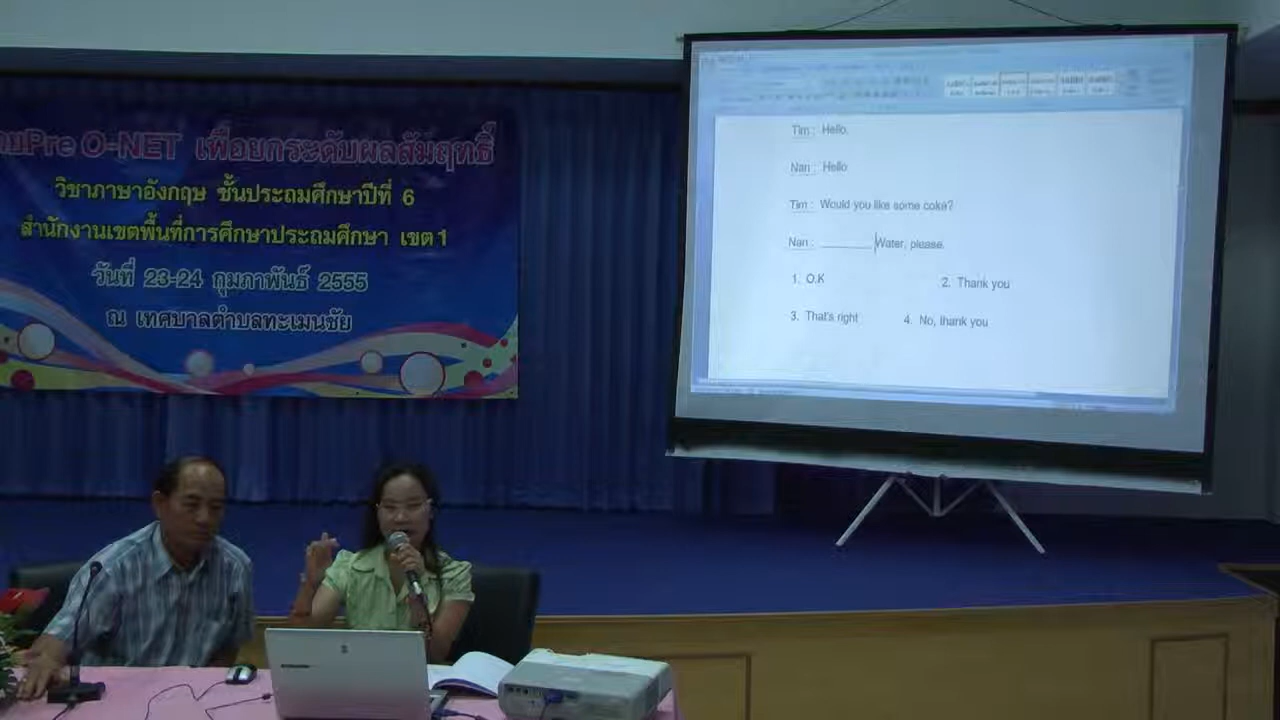 Pre O-NET เพื่อยกระดับผลสัมฤทธิ์
วิชาภาษาอังกฤษ ชั้นประถมศึกษาปีที่ 6
สำนักงานเขตพื้นที่การศึกษาประถมศึกษา เขต 1
วันที่ 23-24 กุมภาพันธ์ 2555
ณ เทศบาลตำบลทะเมนชัย
Tim : Hello.
Nan : Hello
Tim : Would you like some coke?
Nan : ________ Water, please.
1. O.K 2. Thank you
3. That's right 4. No, thank you